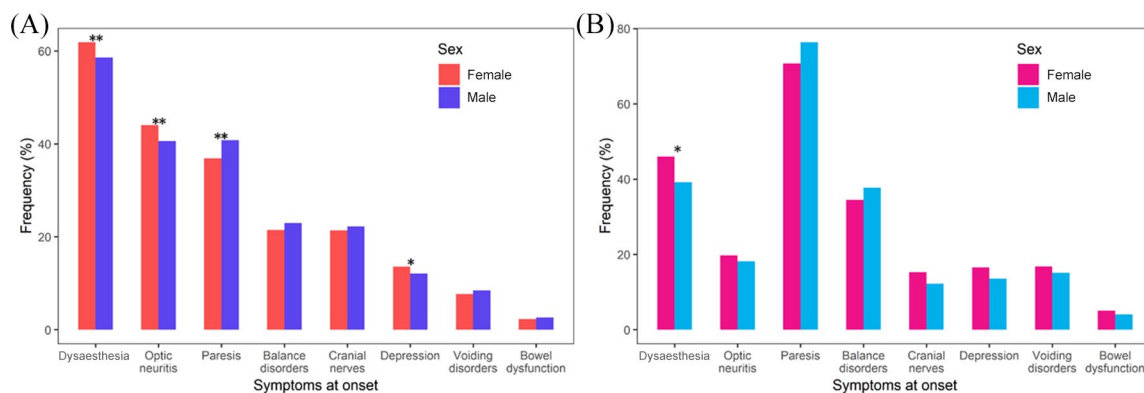 (A)
Sex
Female
Male
**
**
**
*
60
40
20
0
Frequency (%)
Dysaesthesia
Optic
neuritis
Paresis
Balance
disorders
Cranial
nerves
Depression
Voiding
disorders
Bowel
dysfunction
Symptoms at onset
(B)
Sex
Female
Male
*
80
60
40
20
0
Frequency (%)
Dysaesthesia
Optic
neuritis
Paresis
Balance
disorders
Cranial
nerves
Depression
Voiding
disorders
Bowel
dysfunction
Symptoms at onset